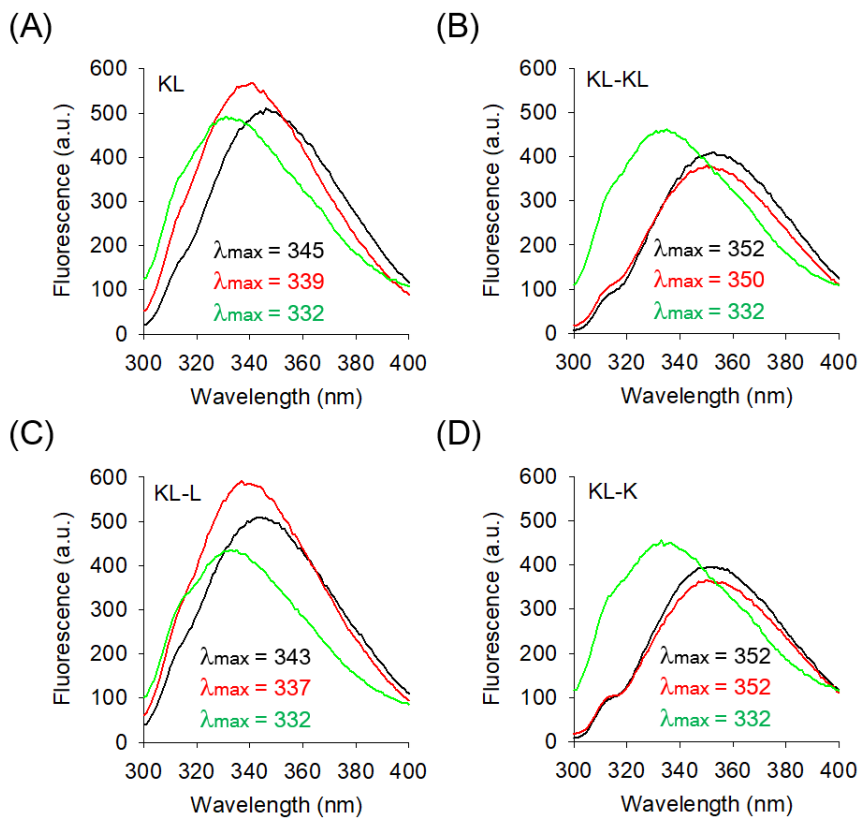 (A)
KL
600
500
400
300
200
100
0
Fluorescence (a.u.)
λmax = 345
λmax = 339
λmax = 332
300 320 340 360 380 400
Wavelength (nm)
(B)
KL-KL
600
500
400
300
200
100
0
Fluorescence (a.u.)
λmax = 352
λmax = 350
λmax = 332
300 320 340 360 380 400
Wavelength (nm)
(C)
KL-L
600
500
400
300
200
100
0
Fluorescence (a.u.)
λmax = 343
λmax = 337
λmax = 332
300 320 340 360 380 400
Wavelength (nm)
(D)
KL-K
600
500
400
300
200
100
0
Fluorescence (a.u.)
λmax = 352
λmax = 352
λmax = 332
300 320 340 360 380 400
Wavelength (nm)